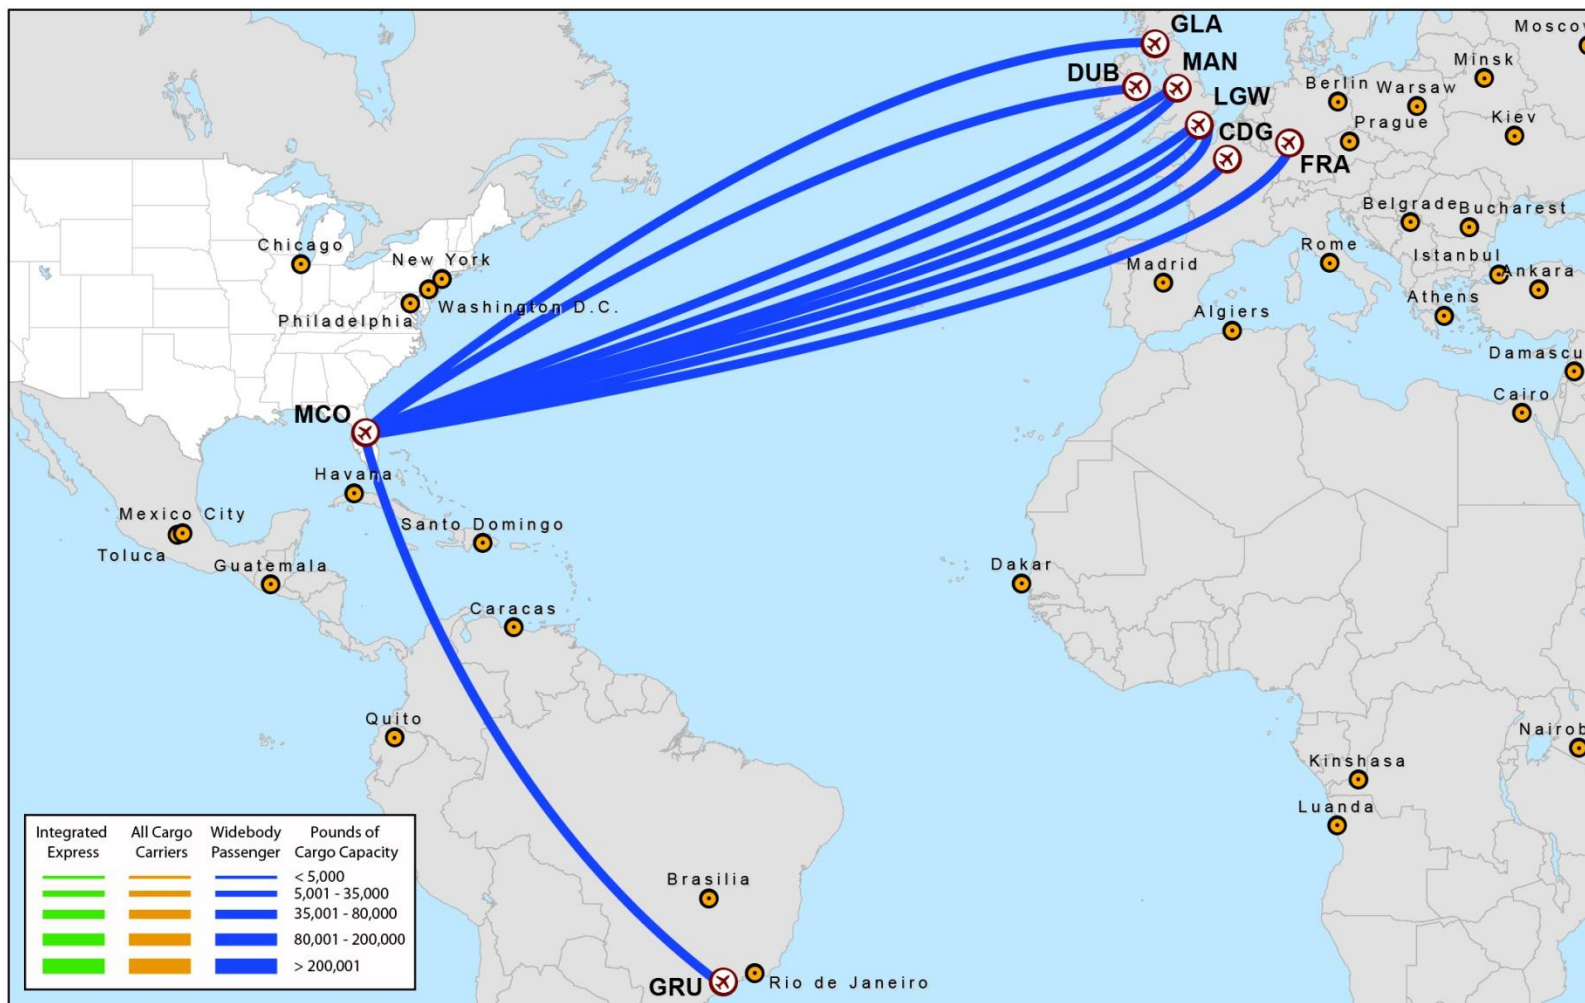 GLA
Moscow
DUB
MAN
Minsk
LGW
Berlin
Warsaw
CDG
Prague
Kiev
FRA
Belgrade
Bucharest
Chicago
New York
Rome
Istanbul
Madrid
Ankara
Washington D.C.
Philadelphia
Algiers
Athens
Damascu
Cairo
MCO
Havana
Mexico City
Santo Domingo
Toluca
Guatemala
Dakar
Caracas
Quito
Nairob
Kinshasa
Luanda
Integrated Express
All Cargo Carriers
Widebody Passenger
Pounds of Cargo Capacity
< 5,000
5,001 - 35,000
35,001 - 80,000
80,001 - 200,000
> 200,001
Brasilia
GRU
Rio de Janeiro